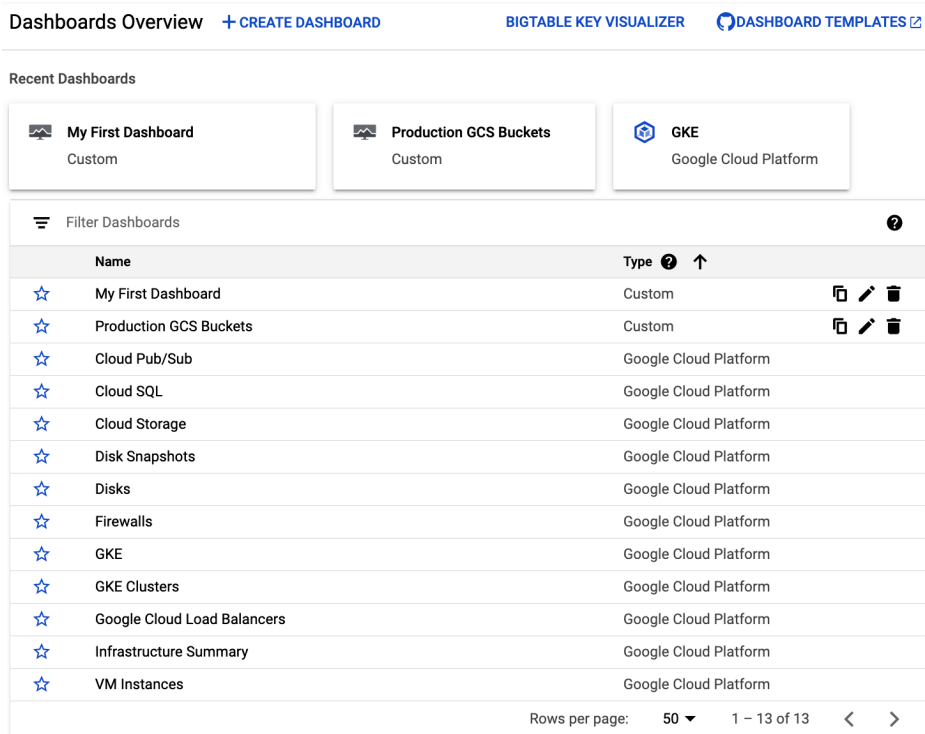 Dashboards Overview + CREATE DASHBOARD BIGTABLE KEY VISUALIZER DASHBOARD TEMPLATES
Recent Dashboards
My First Dashboard
Custom
Production GCS Buckets
Custom
GKE
Google Cloud Platform
Filter Dashboards
Name Type
My First Dashboard Custom
Production GCS Buckets Custom
Cloud Pub/Sub Google Cloud Platform
Cloud SQL Google Cloud Platform
Cloud Storage Google Cloud Platform
Disk Snapshots Google Cloud Platform
Disks Google Cloud Platform
Firewalls Google Cloud Platform
GKE Google Cloud Platform
GKE Clusters Google Cloud Platform
Google Cloud Load Balancers Google Cloud Platform
Infrastructure Summary Google Cloud Platform
VM Instances Google Cloud Platform
Rows per page: 50 1 – 13 of 13